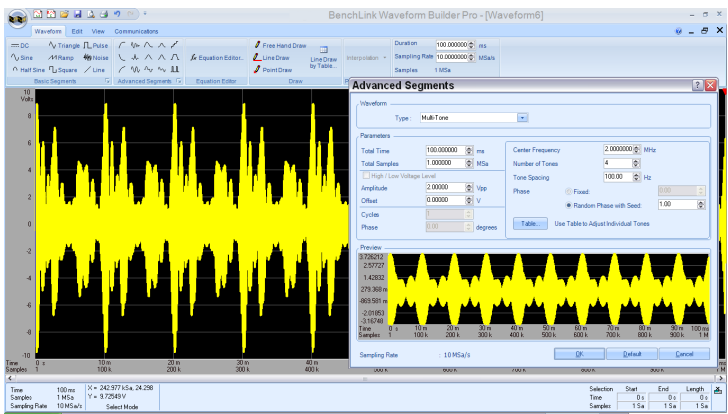 BenchLink Waveform Builder Pro - [Waveform6]
Waveform Edit View Communications
DC Triangle Pulse
Sine Ramp Noise
Half Sine Square Line
Basic Segments
Advanced Segments
fx Equation Editor...
Equation Editor
Free Hand Draw
Line Draw
Point Draw
Line Draw by Table...
Draw
Interpolation
Duration 100.000000 ms
Sampling Rate 10.0000000 MSa/s
Samples 1 MSa
10
Volts
8
6
4
2
0
-2
-4
-6
-8
-10
Time 0 s 10 m 20 m 30 m 40 m
Samples 1 100 k 200 k 300 k 400 k
Advanced Segments
Waveform
Type : Multi-Tone
Parameters
Total Time 100.000000 ms
Total Samples 1.000000 MSa
High / Low Voltage Level
Amplitude 2.00000 Vpp
Offset 0.00000 V
Cycles 1
Phase 0.00 degrees
Center Frequency 2.0000000 MHz
Number of Tones 4
Tone Spacing 100.00 Hz
Phase Fixed: 0.00
Random Phase with Seed: 1.00
Table... Use Table to Adjust Individual Tones
Preview
3.726212
2.57727
1.42832
279.368 m
-869.581 m
-2.01853
-3.16748
Time 0 s 10 m 20 m 30 m 40 m 50 m 60 m 70 m 80 m 90 m 100 ms
Samples 1 100 k 200 k 300 k 400 k 500 k 600 k 700 k 800 k 900 k 1 M
Sampling Rate : 10 MSa/s
OK Default Cancel
Time 100 ms
Samples 1 MSa
Sampling Rate 10 MSa/s
X = 242.977 kSa, 24.298
Y = 9.72549 V
Select Mode
Selection Start End Length
Time 0 s 0 s 0 s
Samples 1 Sa 1 Sa 1 Sa